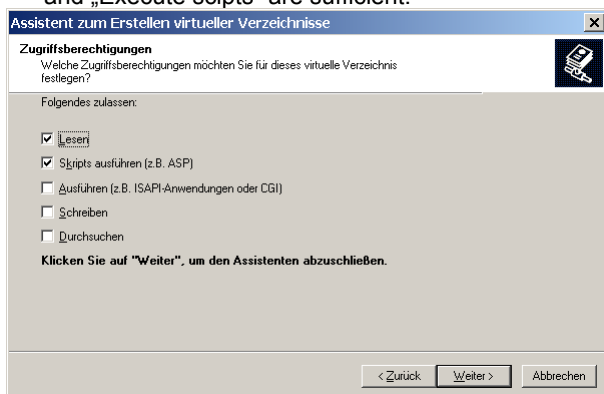 and „Execute scipts“ are sufficient.
Assistent zum Erstellen virtueller Verzeichnisse
Zugriffsberechtigungen
Welche Zugriffsberechtigungen möchten Sie für dieses virtuelle Verzeichnis
festlegen?
Folgendes zulassen:
Lesen
Skripts ausführen (z.B. ASP)
Ausführen (z.B. ISAPI-Anwendungen oder CGI)
Schreiben
Durchsuchen
Klicken Sie auf "Weiter", um den Assistenten abzuschließen.
< Zurück Weiter > Abbrechen